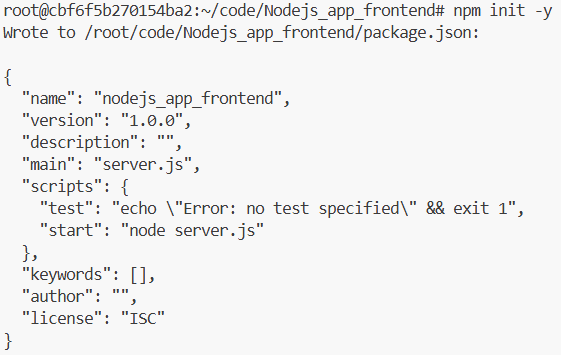 root@cbf6f5b270154ba2:~/code/Nodejs_app_frontend# npm init -y
Wrote to /root/code/Nodejs_app_frontend/package.json:

{
  "name": "nodejs_app_frontend",
  "version": "1.0.0",
  "description": "",
  "main": "server.js",
  "scripts": {
    "test": "echo \"Error: no test specified\" && exit 1",
    "start": "node server.js"
  },
  "keywords": [],
  "author": "",
  "license": "ISC"
}